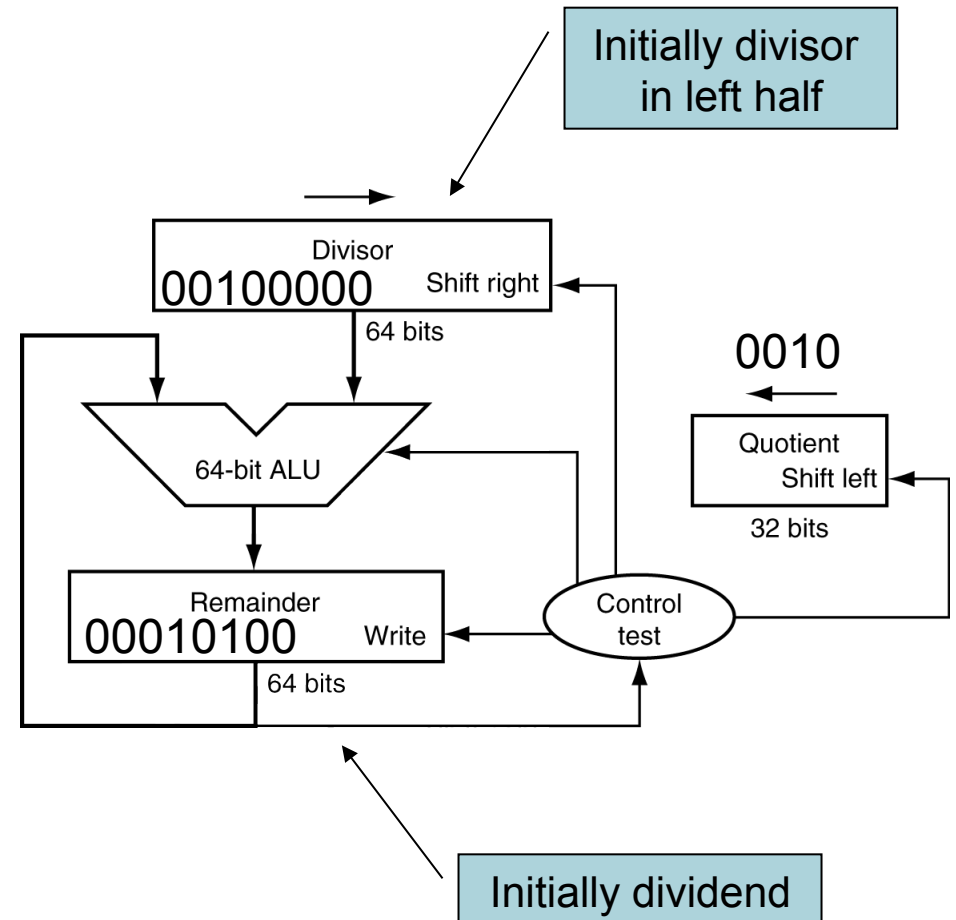 Initially divisor
in left half
Divisor
00100000
Shift right
64 bits
0010
Quotient
Shift left
32 bits
64-bit ALU
Remainder
00010100
Write
64 bits
Control
test
Initially dividend